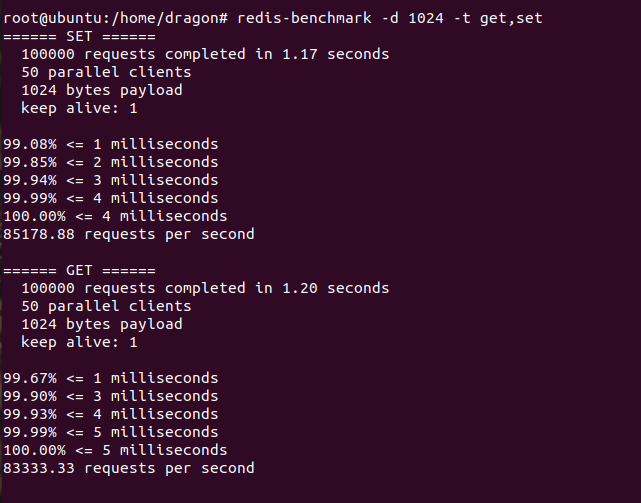 root@ubuntu:/home/dragon# redis-benchmark -d 1024 -t get,set
====== SET ======
  100000 requests completed in 1.17 seconds
  50 parallel clients
  1024 bytes payload
  keep alive: 1

99.08% <= 1 milliseconds
99.85% <= 2 milliseconds
99.94% <= 3 milliseconds
99.99% <= 4 milliseconds
100.00% <= 4 milliseconds
85178.88 requests per second

====== GET ======
  100000 requests completed in 1.20 seconds
  50 parallel clients
  1024 bytes payload
  keep alive: 1

99.67% <= 1 milliseconds
99.90% <= 3 milliseconds
99.93% <= 4 milliseconds
99.99% <= 5 milliseconds
100.00% <= 5 milliseconds
83333.33 requests per second